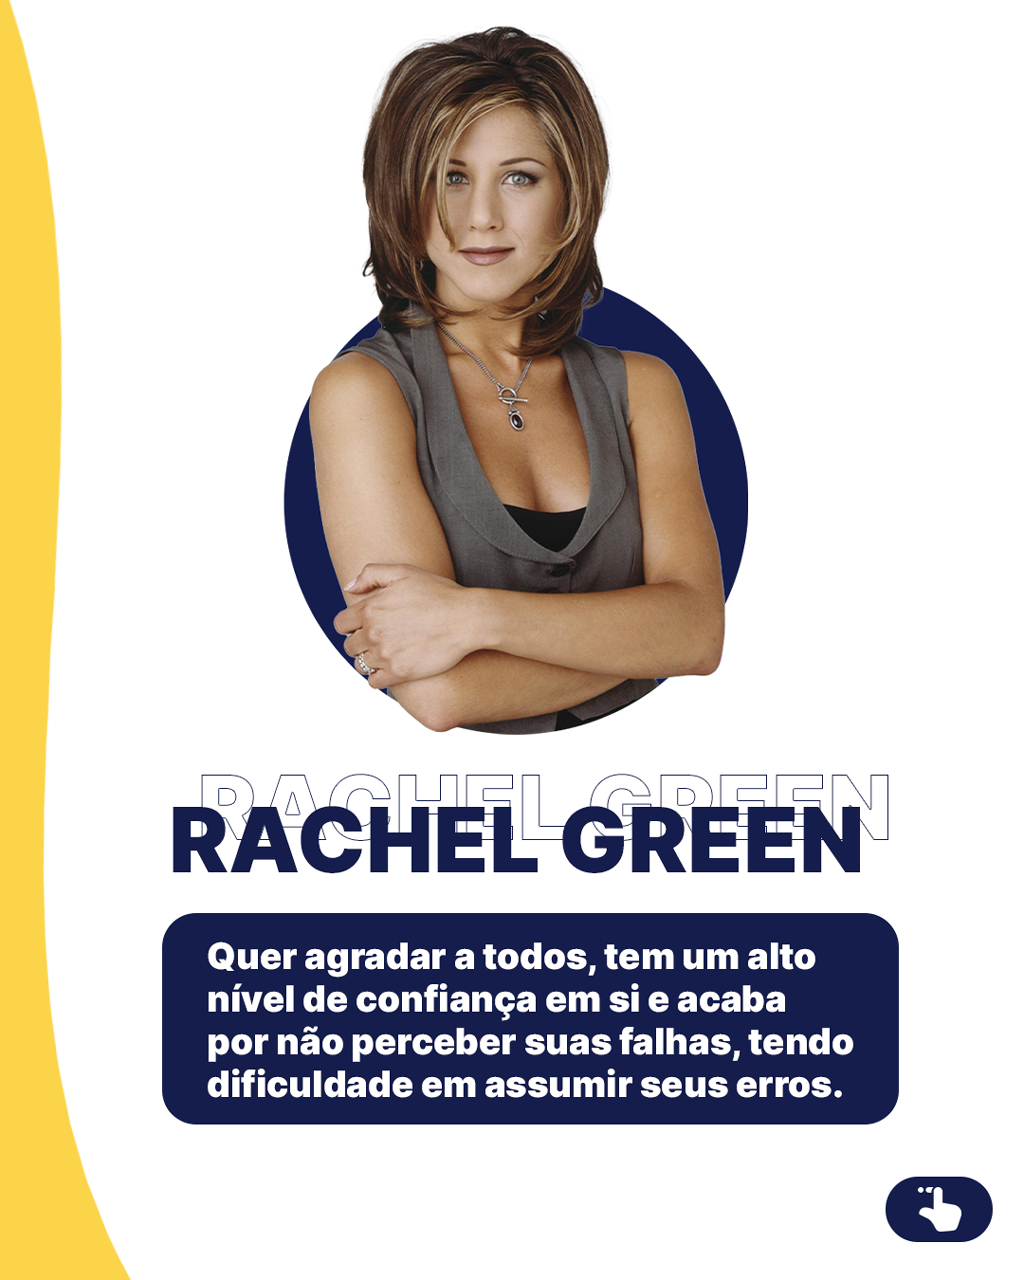 RACHEL GREEN
RACHEL GREEN
Quer agradar a todos, tem um alto
nível de confiança em si e acaba
por não perceber suas falhas, tendo
dificuldade em assumir seus erros.